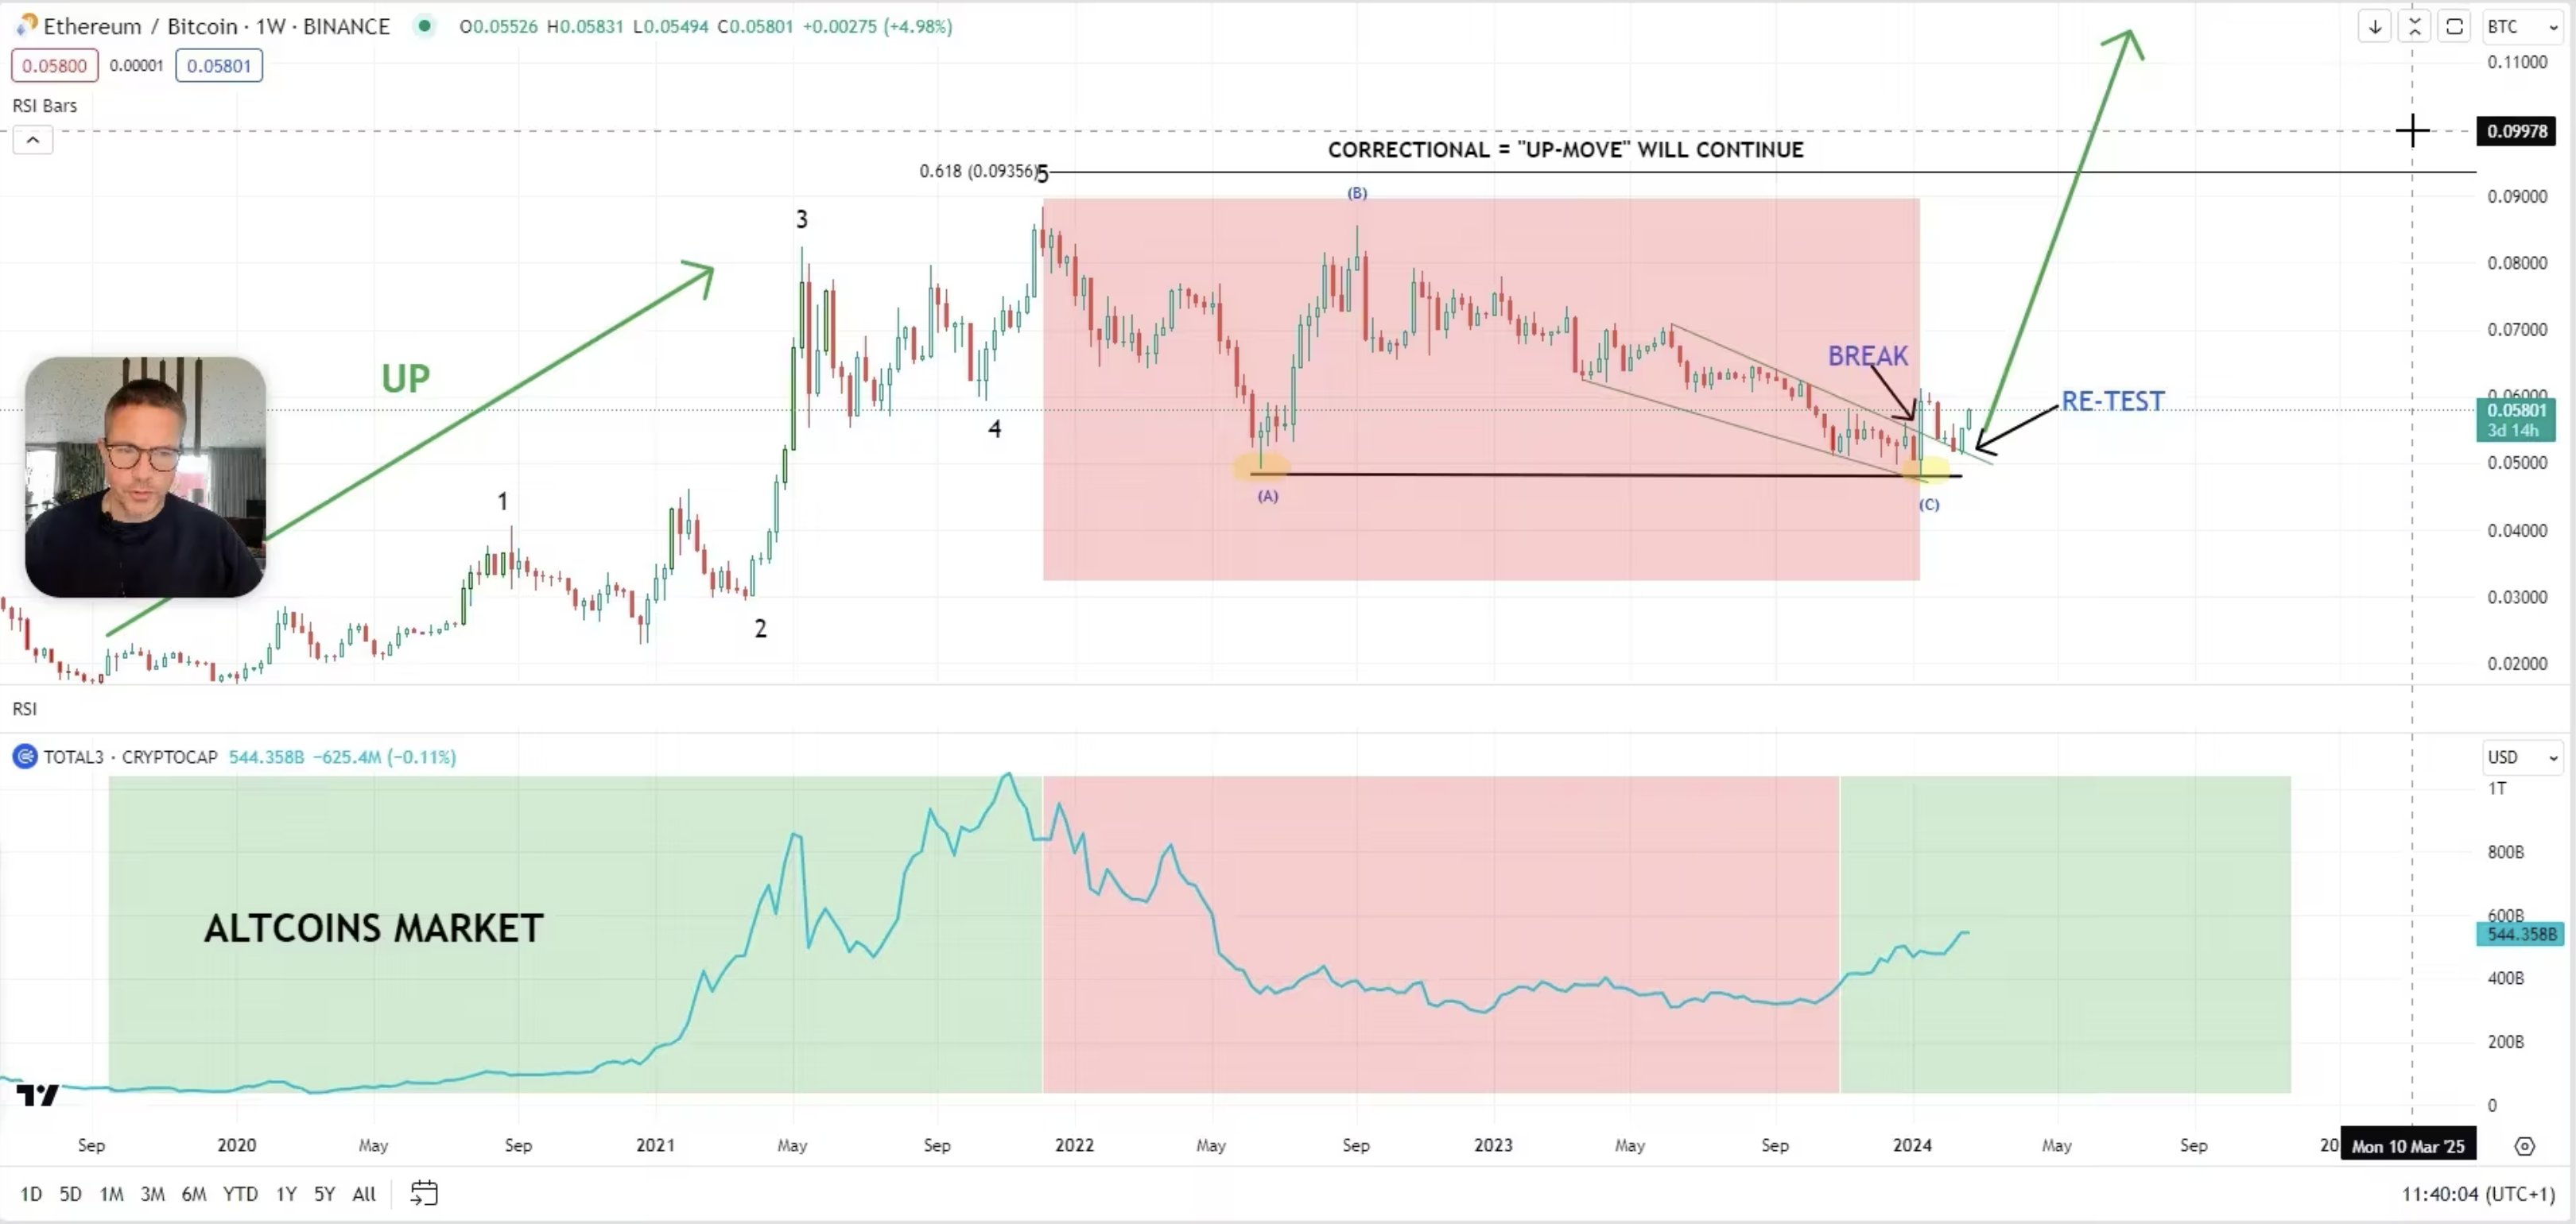 Ethereum / Bitcoin · 1W · BINANCE O0.05526 H0.05831 L0.05494 C0.05801 +0.00275 (+4.98%)
BTC
0.05800 0.00001 0.05801
0.11000
RSI Bars
0.09978
CORRECTIONAL = "UP-MOVE" WILL CONTINUE
0.618 (0.09356) 5
(B)
0.09000
3
0.08000
0.07000
BREAK
UP
0.06000
RE-TEST
0.05801
3d 14h
4
0.05000
(A)
1
(C)
0.04000
0.03000
2
0.02000
RSI
TOTAL3 · CRYPTOCAP 544.358B −625.4M (−0.11%)
USD
1T
800B
ALTCOINS MARKET
600B
544.358B
400B
200B
0
Sep 2020 May Sep 2021 May Sep 2022 May Sep 2023 May Sep 2024 May Sep 20 Mon 10 Mar '25
1D 5D 1M 3M 6M YTD 1Y 5Y All
11:40:04 (UTC+1)